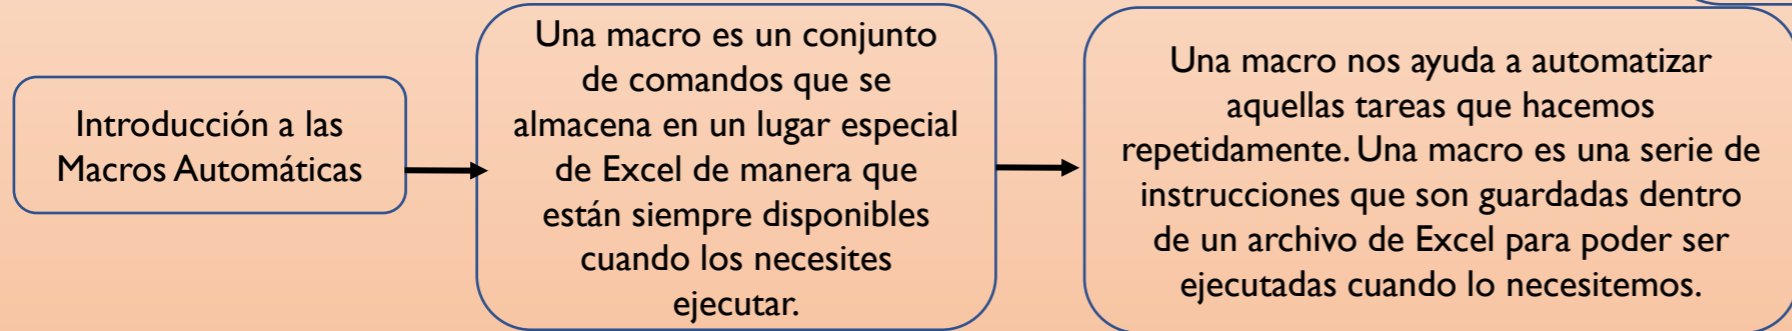 Introducción a las
Macros Automáticas
Una macro es un conjunto
de comandos que se
almacena en un lugar especial
de Excel de manera que
están siempre disponibles
cuando los necesites
ejecutar.
Una macro nos ayuda a automatizar
aquellas tareas que hacemos
repetidamente. Una macro es una serie de
instrucciones que son guardadas dentro
de un archivo de Excel para poder ser
ejecutadas cuando lo necesitemos.